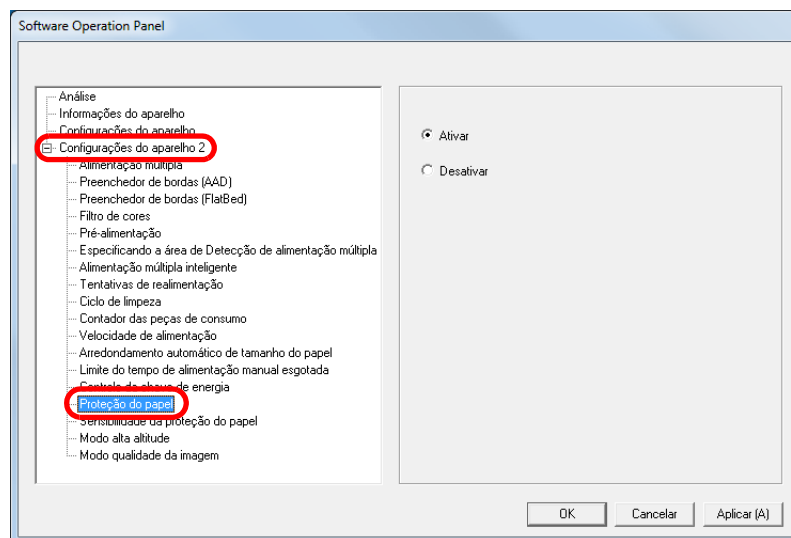 Software Operation Panel
Análise
Informações do aparelho
Configurações do aparelho
Configurações do aparelho 2
Alimentação múltipla
Preenchedor de bordas (AAD)
Preenchedor de bordas (FlatBed)
Filtro de cores
Pré-alimentação
Especificando a área de Detecção de alimentação múltipla
Alimentação múltipla inteligente
Tentativas de realimentação
Ciclo de limpeza
Contador das peças de consumo
Velocidade de alimentação
Arredondamento automático de tamanho do papel
Limite do tempo de alimentação manual esgotada
Controle da chave de energia
Proteção do papel
Sensibilidade da proteção do papel
Modo alta altitude
Modo qualidade da imagem
Ativar
Desativar
OK Cancelar Aplicar (A)